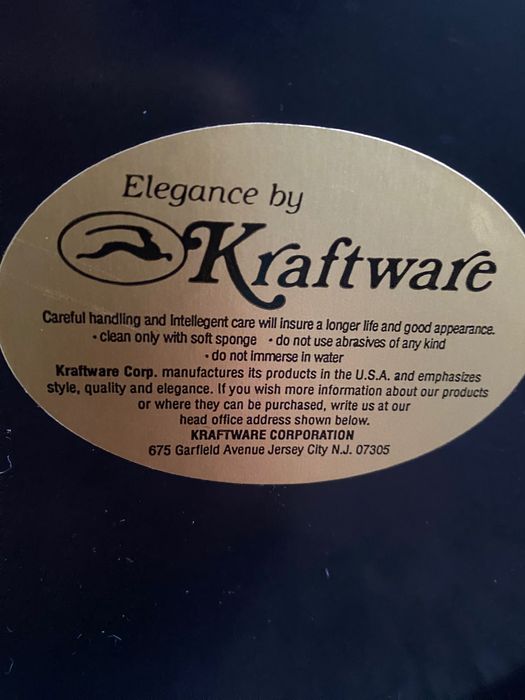 Elegance by
Kraftware
Careful handling and Intellegent care will insure a longer life and good appearance.
• clean only with soft sponge • do not use abrasives of any kind
• do not immerse in water
Kraftware Corp. manufactures its products in the U.S.A. and emphasizes
style, quality and elegance. If you wish more information about our products
or where they can be purchased, write us at our
head office address shown below.
KRAFTWARE CORPORATION
675 Garfield Avenue Jersey City N.J. 07305